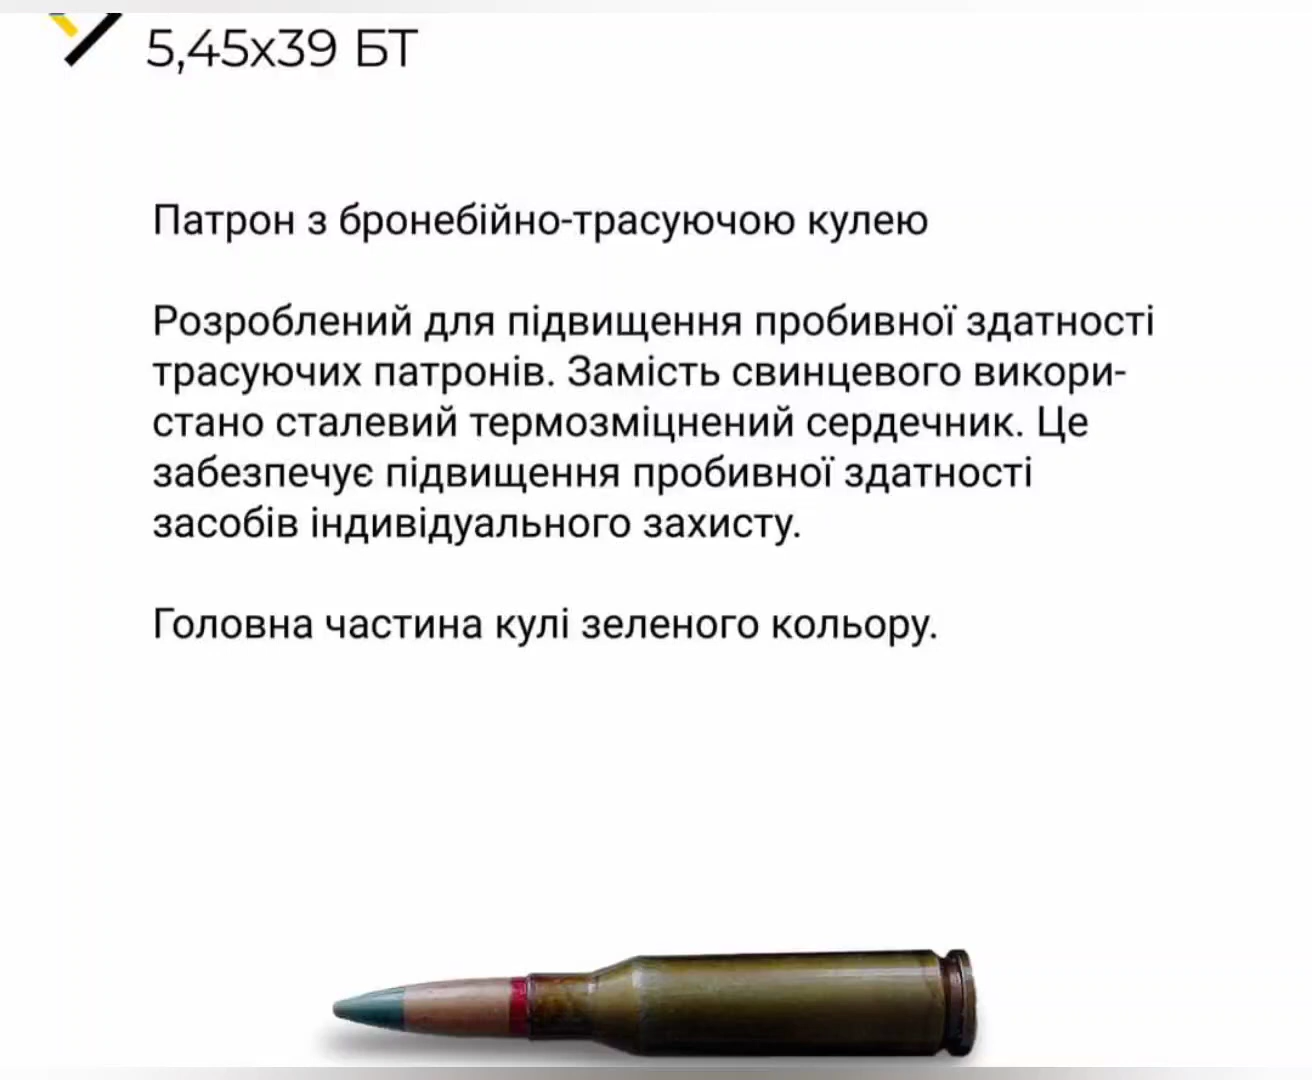 5,45x39 БТ
Патрон з бронебійно-трасуючою кулею
Розроблений для підвищення пробивної здатності
трасуючих патронів. Замість свинцевого викори-
стано сталевий термозміцнений сердечник. Це
забезпечує підвищення пробивної здатності
засобів індивідуального захисту.
Головна частина кулі зеленого кольору.